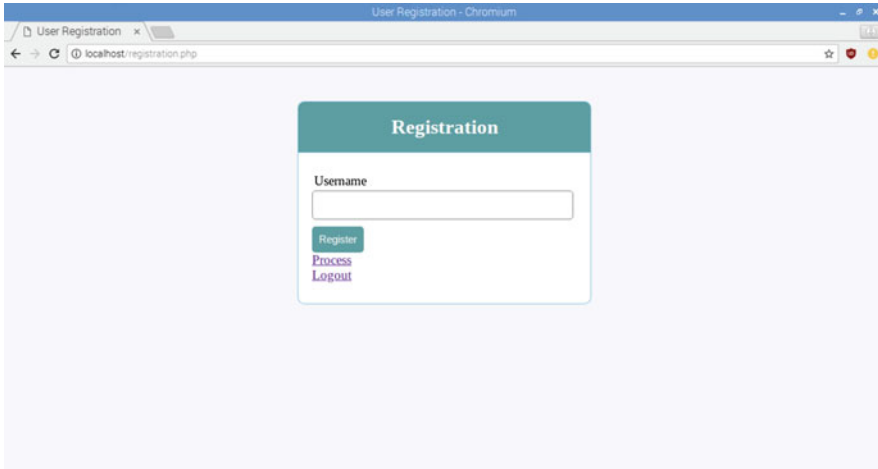 User Registration - Chromium
User Registration
localhost/registration.php
Registration
Username
Register
Process
Logout